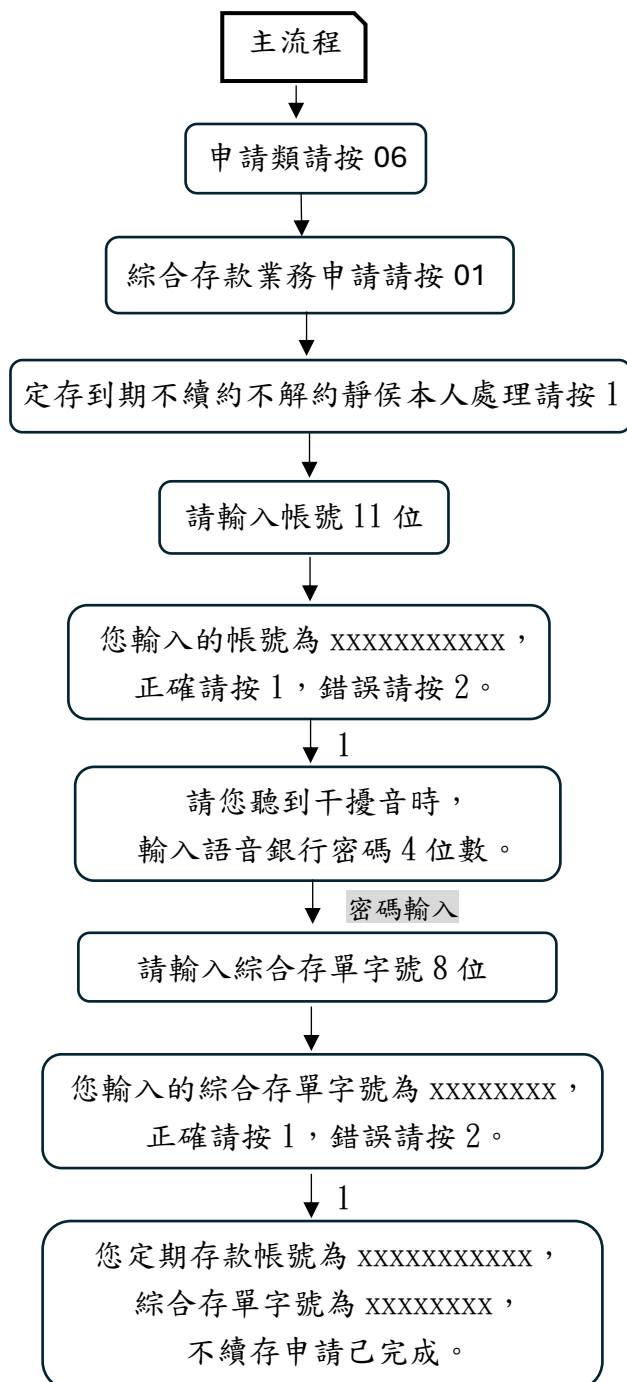 主流程
申請類請按 06
綜合存款業務申請請按 01
定存到期不續約不解約靜侯本人處理請按 1
請輸入帳號 11 位
您輸入的帳號為 xxxxxxxxxxx，
正確請按 1，錯誤請按 2。
1
請您聽到干擾音時，
輸入語音銀行密碼 4 位數。
密碼輸入
請輸入綜合存單字號 8 位
您輸入的綜合存單字號為 xxxxxxxx，
正確請按 1，錯誤請按 2。
1
您定期存款帳號為 xxxxxxxxxxx，
綜合存單字號為 xxxxxxxx，
不續存申請己完成。